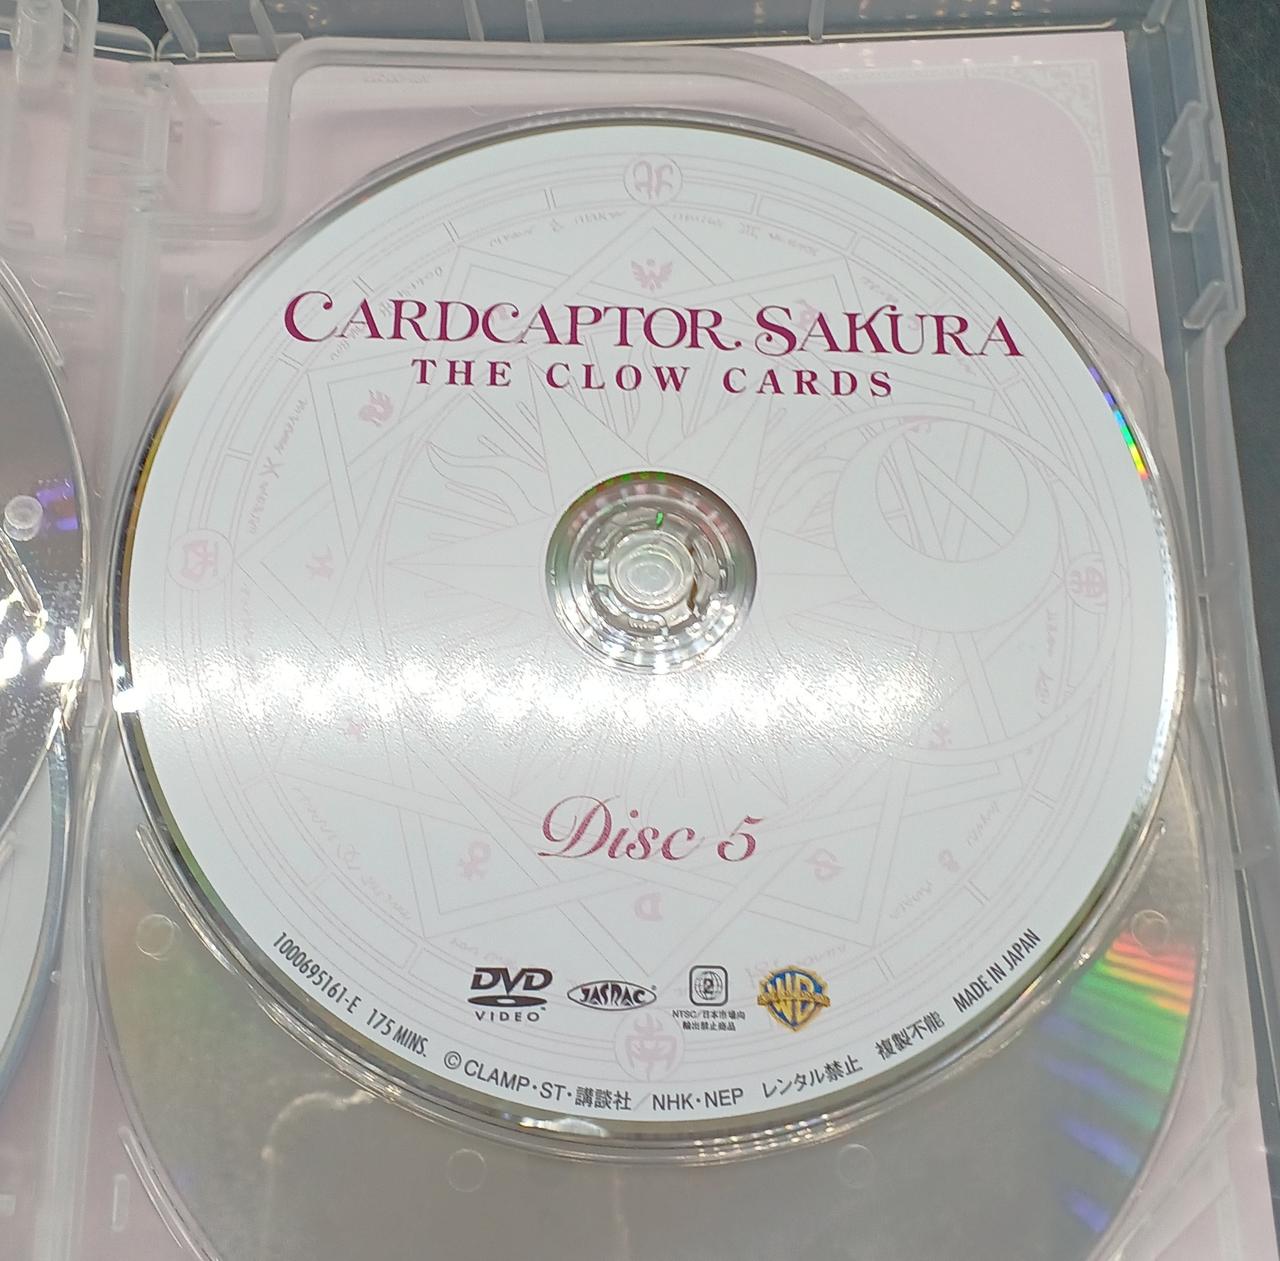 CARDCAPTOR SAKURA
THE CLOW CARDS
Disc 5
DVD
VIDEO
JASRAC
2
NTSC/日本市場向
輸出禁止商品
WB
1000695161-E 175 MINS. ©CLAMP・ST・講談社/NHK・NEP レンタル禁止 複製不能 MADE IN JAPAN